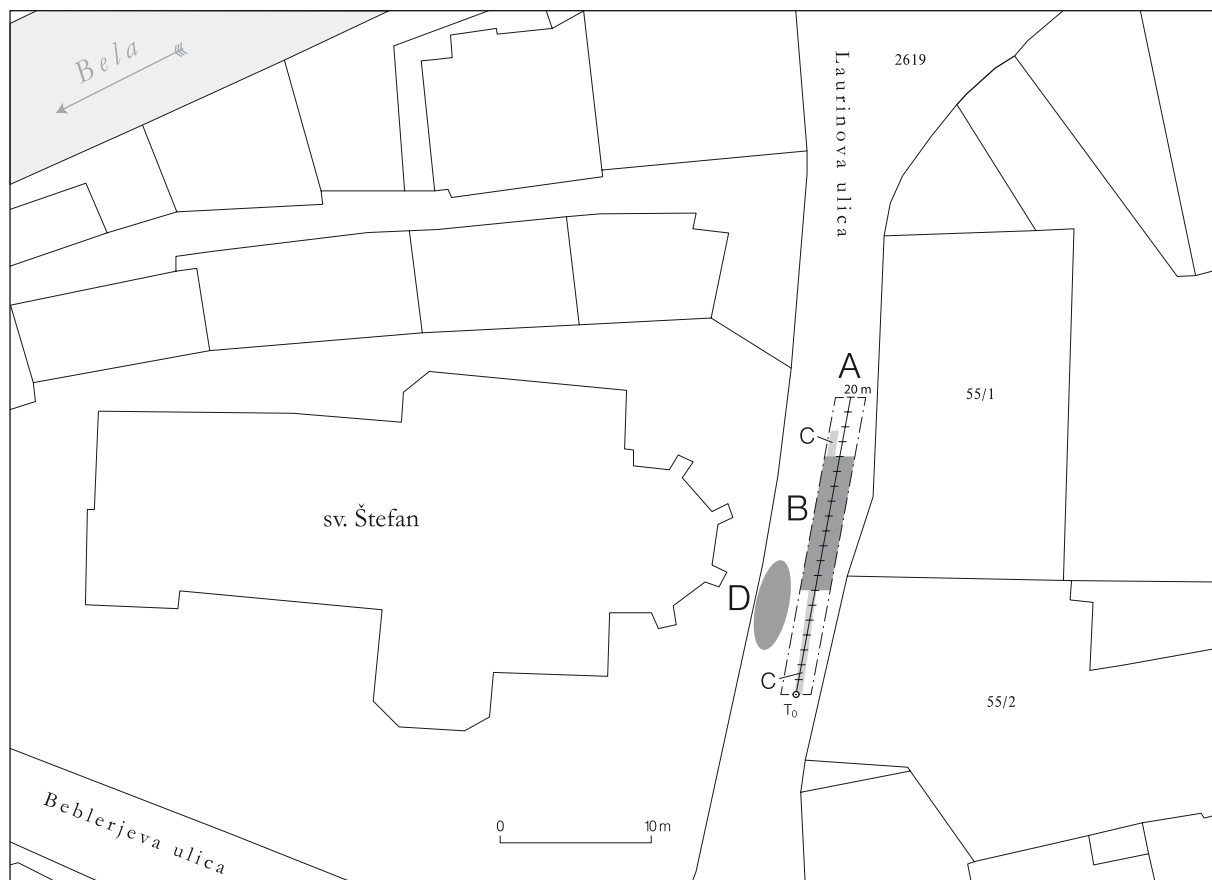 Bela
Laurinova ulica
2619
A
20 m
55/1
C
B
sv. Štefan
D
C
T0
55/2
Beblerjeva ulica
0 10 m